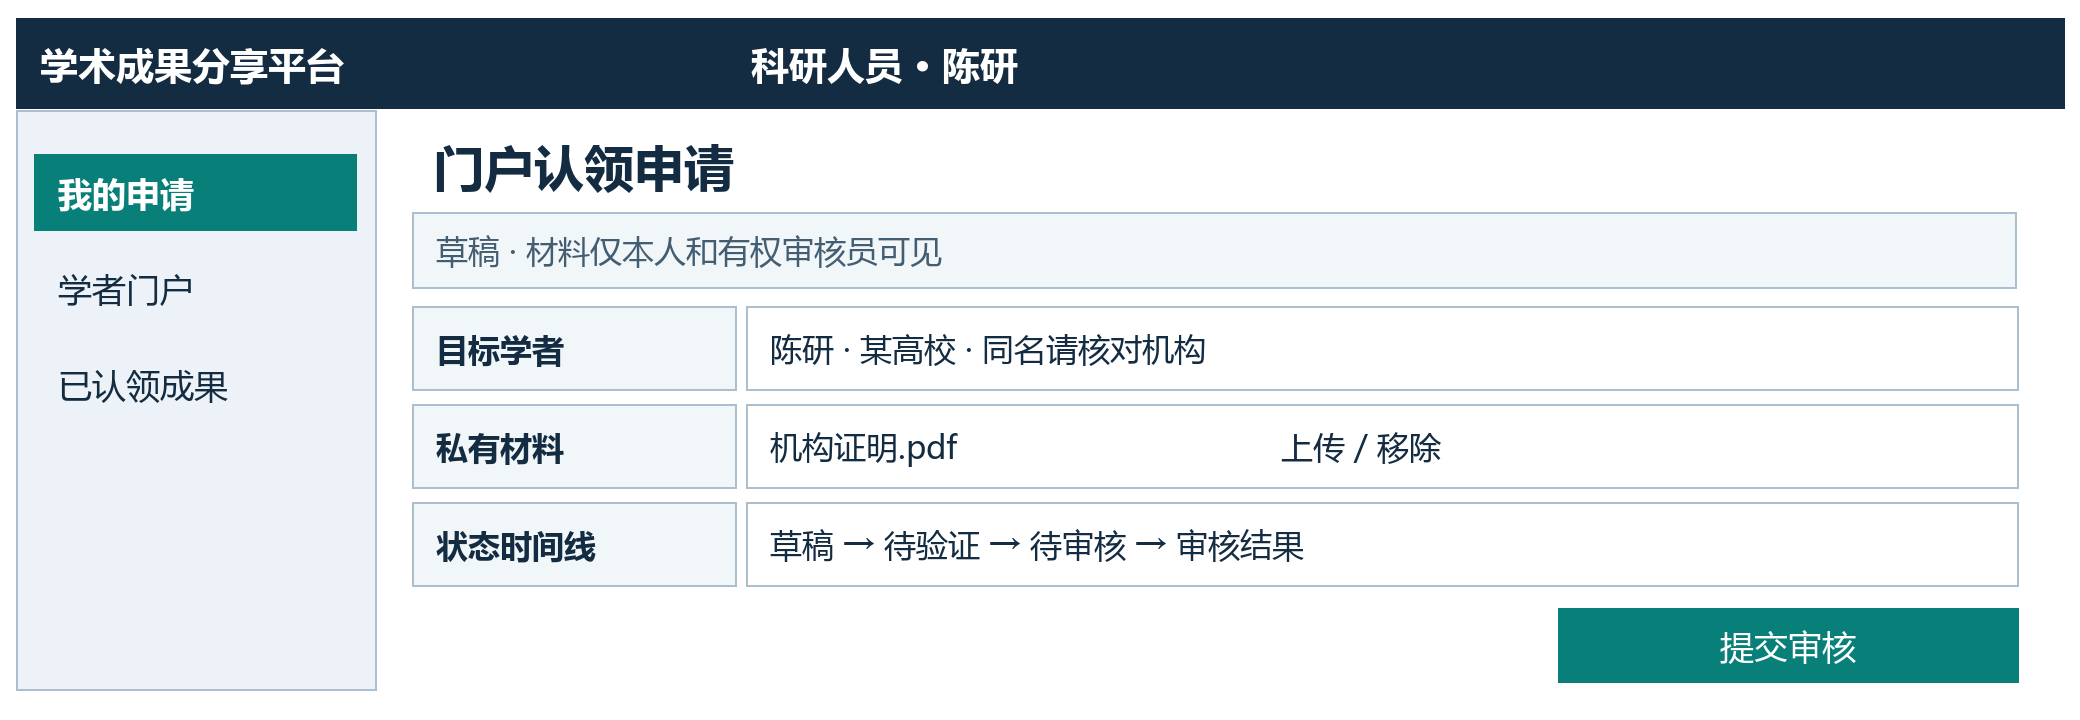 学术成果分享平台 科研人员・陈研
我的申请
学者门户
已认领成果
门户认领申请
草稿 · 材料仅本人和有权审核员可见
目标学者 陈研 · 某高校 · 同名请核对机构
私有材料 机构证明.pdf 上传 / 移除
状态时间线 草稿 → 待验证 → 待审核 → 审核结果
提交审核